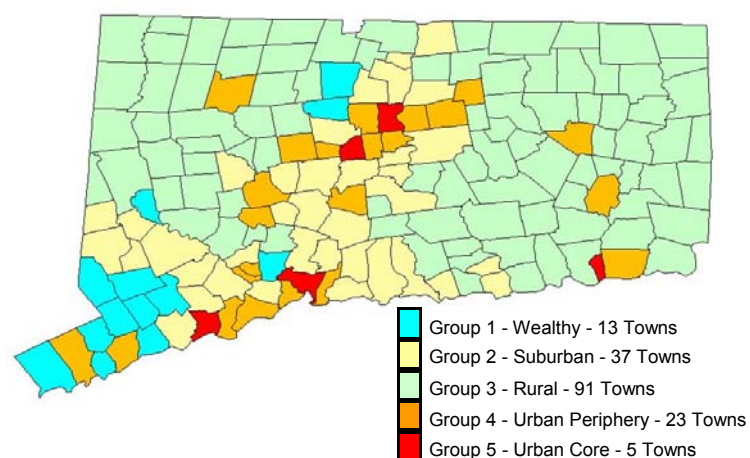 Group 1 - Wealthy - 13 Towns
Group 2 - Suburban - 37 Towns
Group 3 - Rural - 91 Towns
Group 4 - Urban Periphery - 23 Towns
Group 5 - Urban Core - 5 Towns